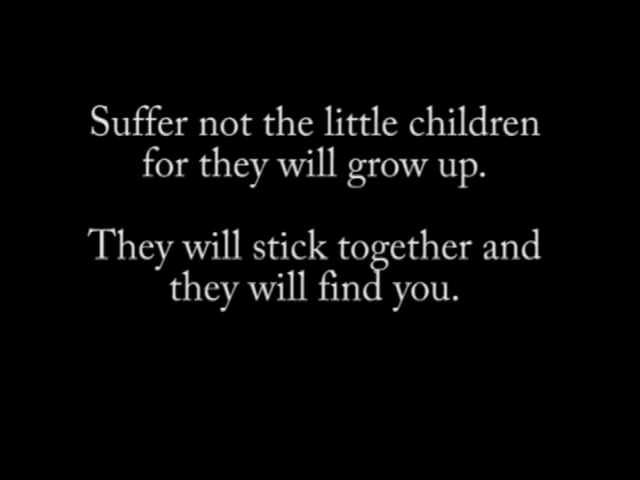 Suffer not the little children
for they will grow up.
They will stick together and
they will find you.